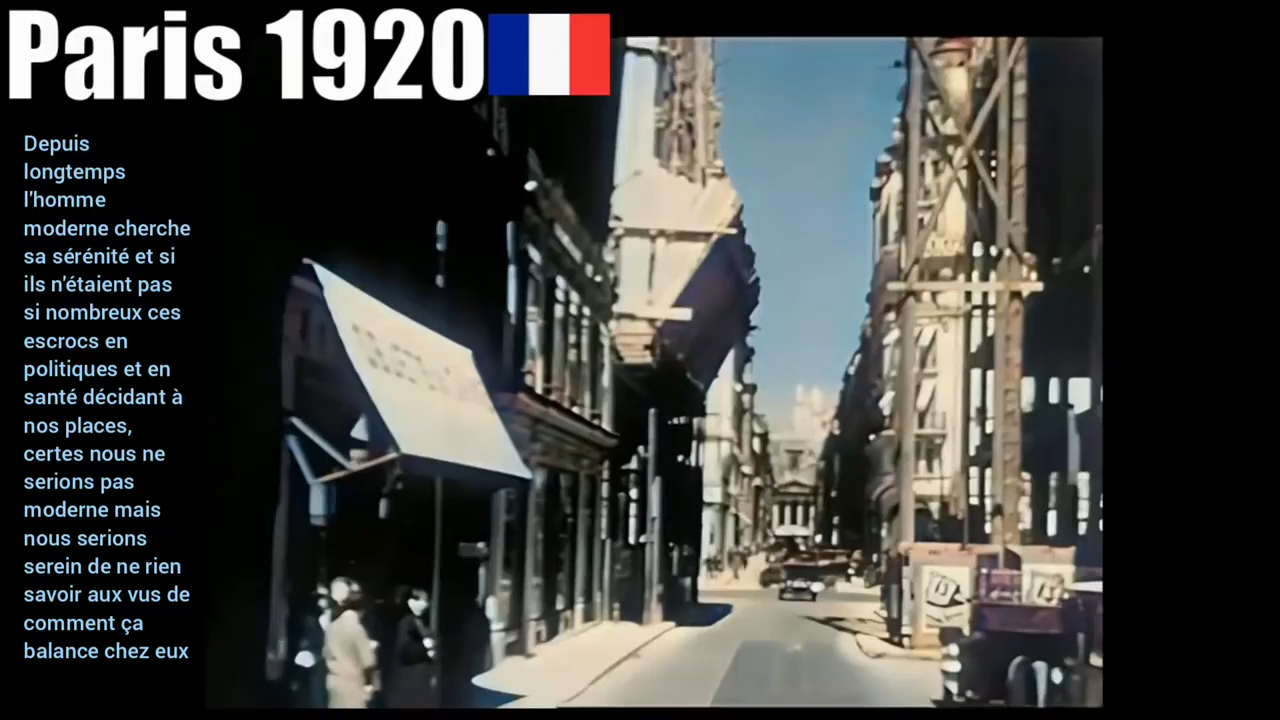 Paris 1920
Depuis
longtemps
l'homme
moderne cherche
sa sérénité et si
ils n'étaient pas
si nombreux ces
escrocs en
politiques et en
santé décidant à
nos places,
certes nous ne
serions pas
moderne mais
nous serions
serein de ne rien
savoir aux vus de
comment ça
balance chez eux